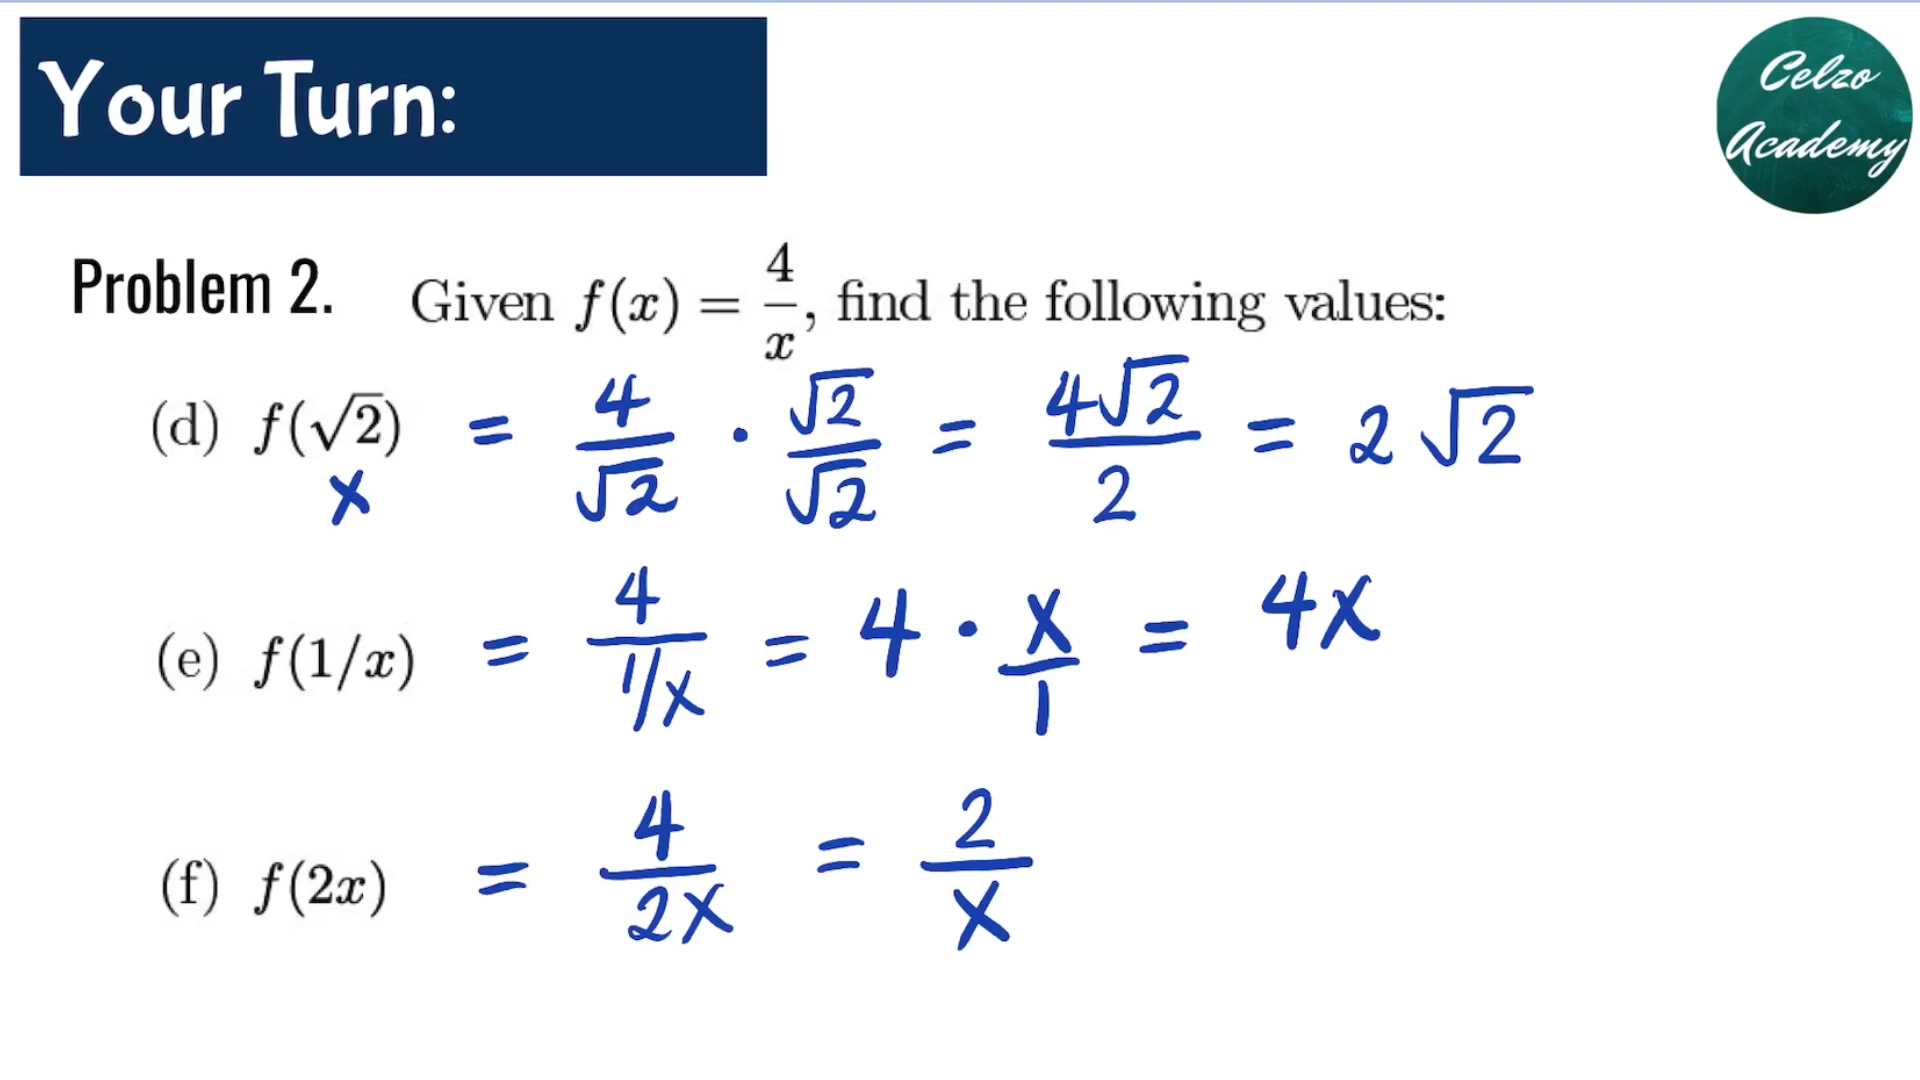 Your Turn:
Celzo
Academy
Problem 2. Given f(x) = 4/x, find the following values:
(d) f(√2) = 4/√2 · √2/√2 = 4√2/2 = 2√2
x
(e) f(1/x) = 4/(1/x) = 4 · x/1 = 4x
(f) f(2x) = 4/2x = 2/x